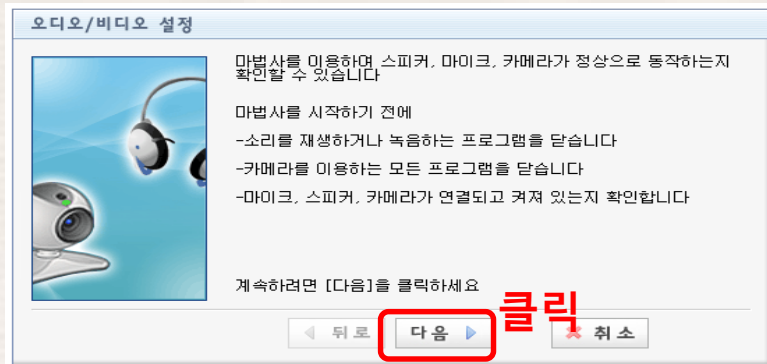 오디오/비디오 설정
마법사를 이용하여 스피커, 마이크, 카메라가 정상으로 동작하는지
확인할 수 있습니다
마법사를 시작하기 전에
-소리를 재생하거나 녹음하는 프로그램을 닫습니다
-카메라를 이용하는 모든 프로그램을 닫습니다
-마이크, 스피커, 카메라가 연결되고 켜져 있는지 확인합니다
계속하려면 [다음]을 클릭하세요
클릭
뒤로 다음 취소